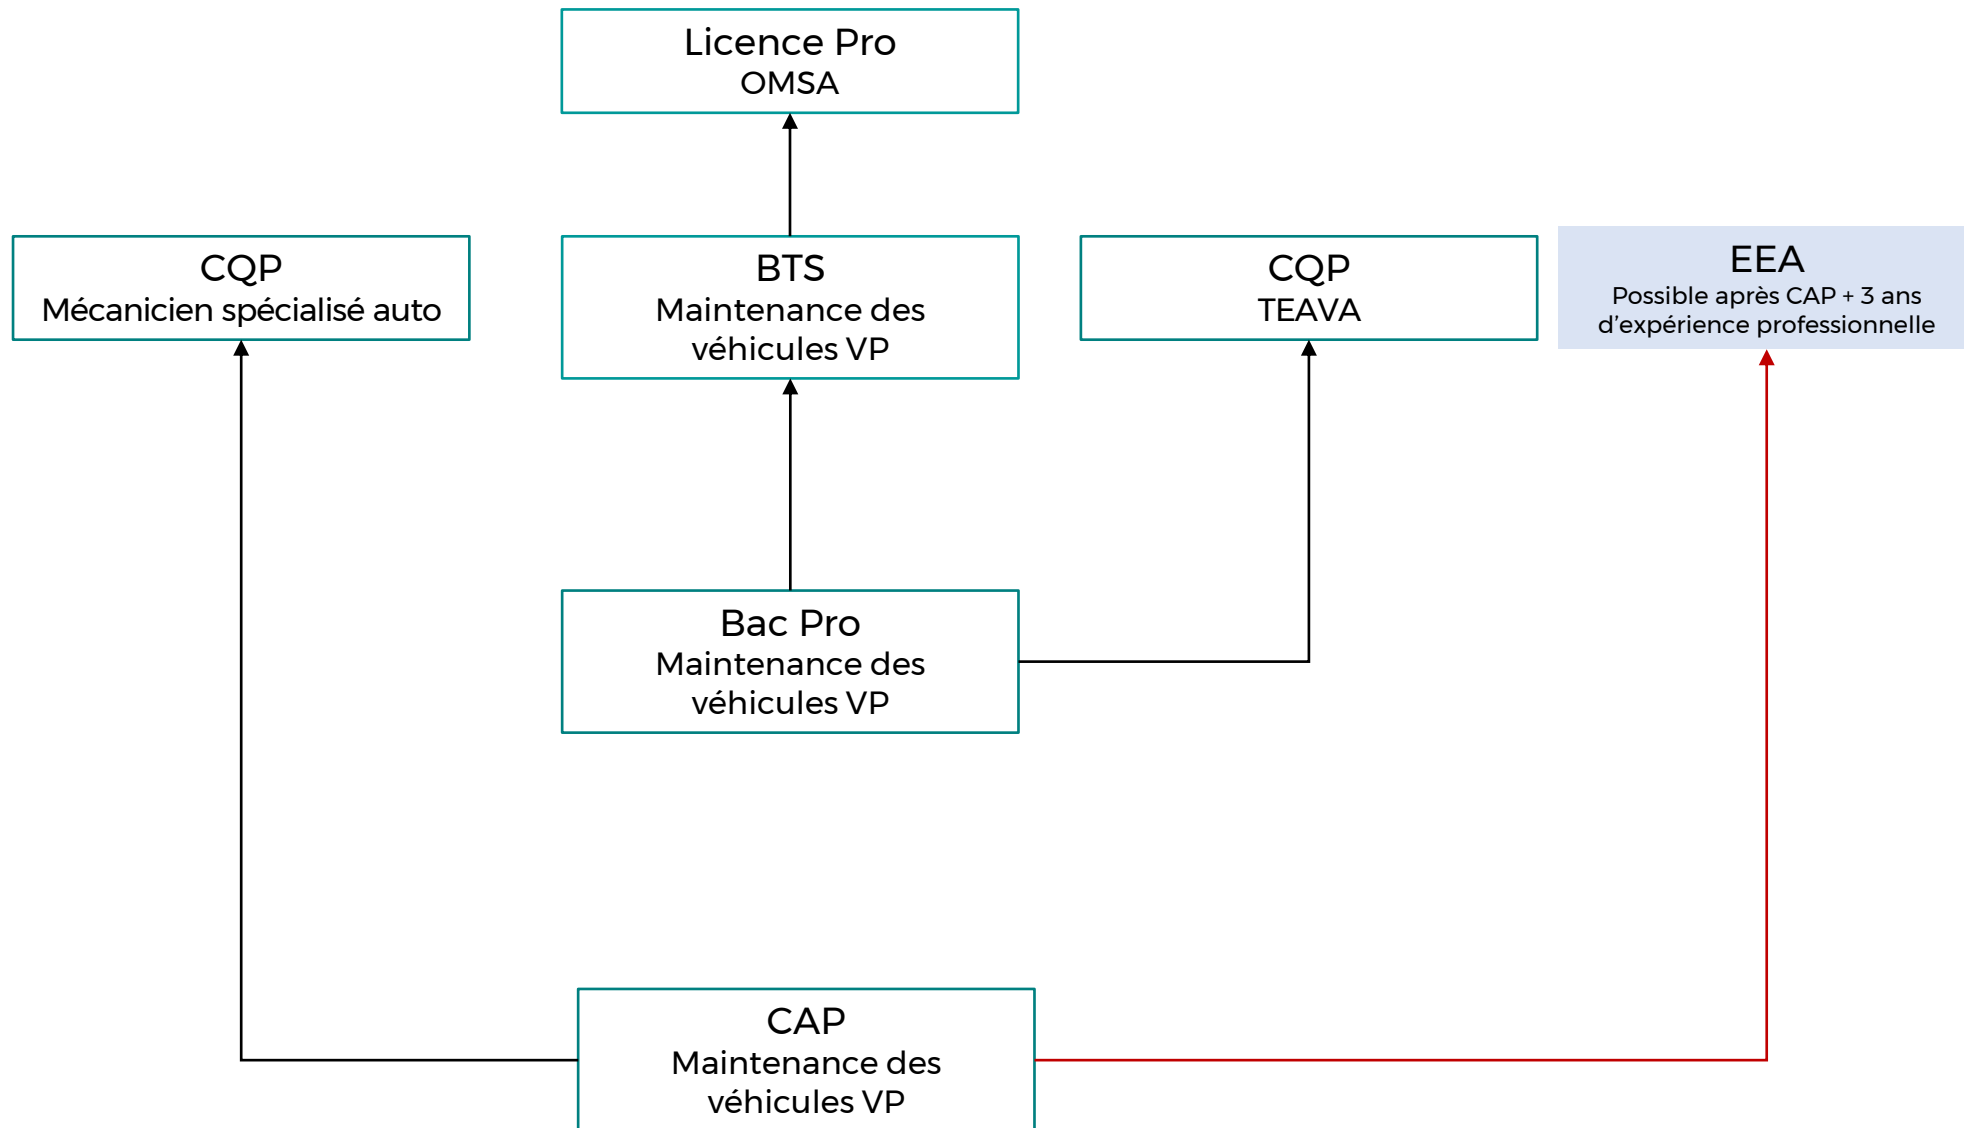 Licence Pro
OMSA
CQP
Mécanicien spécialisé auto
BTS
Maintenance des
véhicules VP
CQP
TEAVA
EEA
Possible après CAP + 3 ans
d’expérience professionnelle
Bac Pro
Maintenance des
véhicules VP
CAP
Maintenance des
véhicules VP